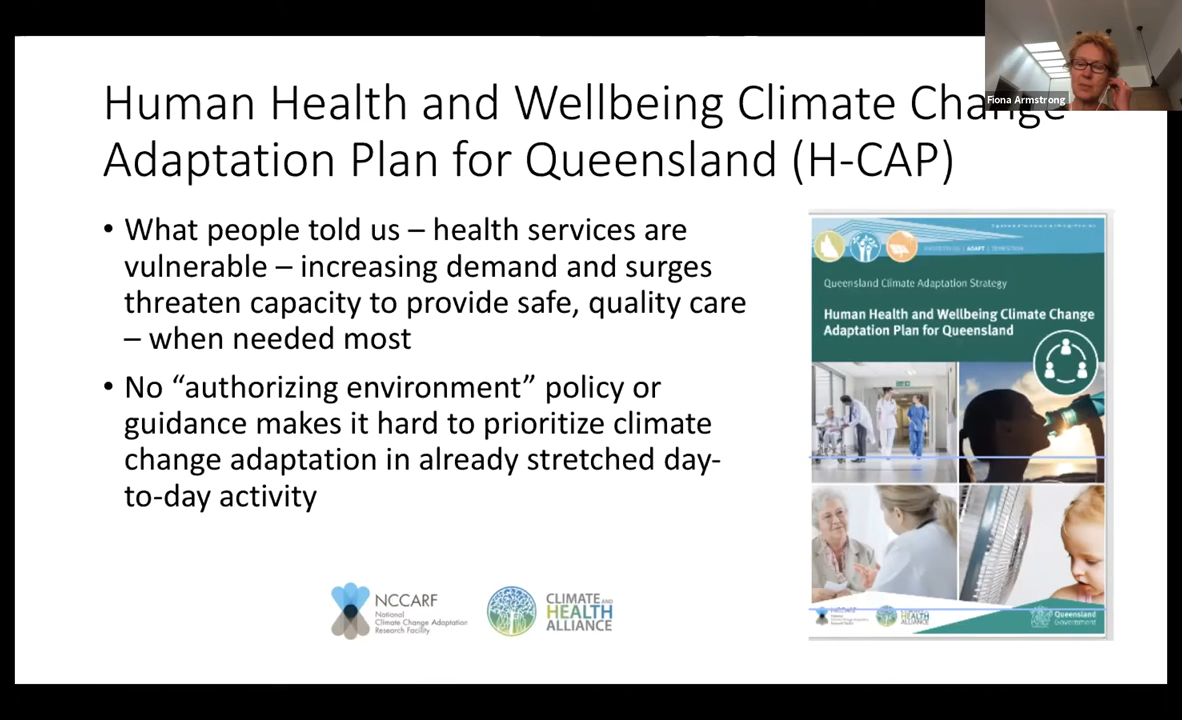 Fiona Armstrong
Human Health and Wellbeing Climate Change
Adaptation Plan for Queensland (H-CAP)
• What people told us – health services are
vulnerable – increasing demand and surges
threaten capacity to provide safe, quality care
– when needed most
• No “authorizing environment” policy or
guidance makes it hard to prioritize climate
change adaptation in already stretched day-
to-day activity
ADAPT
Queensland Climate Adaptation Strategy
Human Health and Wellbeing Climate Change
Adaptation Plan for Queensland
NCCARF
Queensland
Government
NCCARF
National
Climate Change Adaptation
Research Facility
CLIMATE AND
HEALTH
ALLIANCE